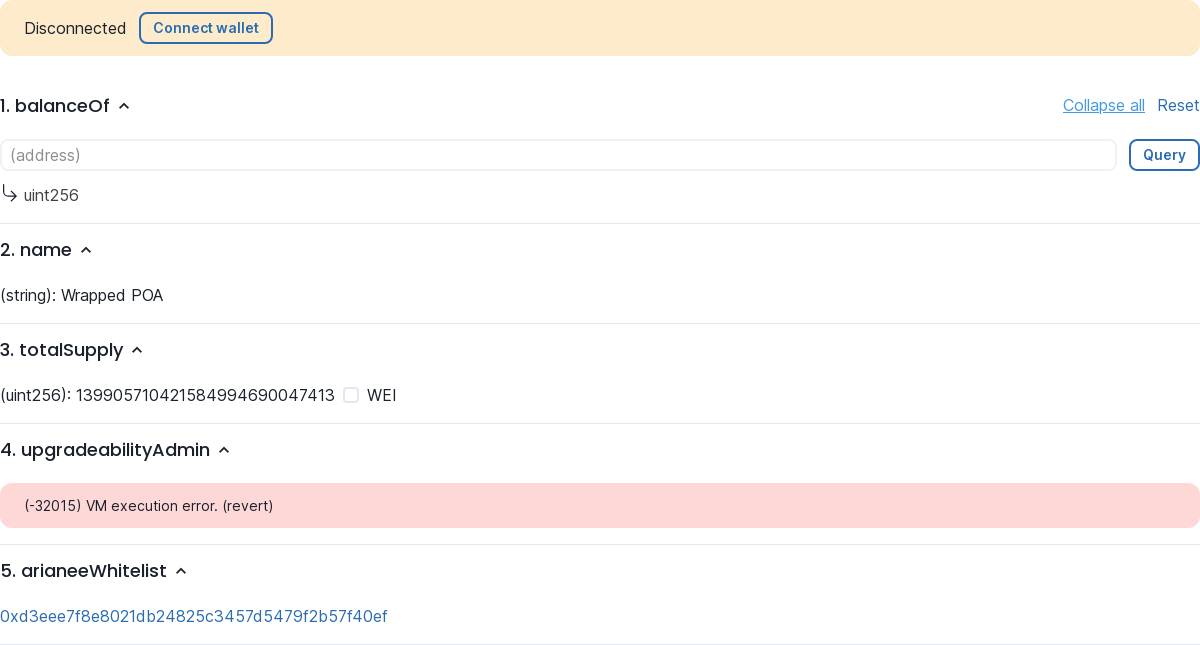 Disconnected Connect wallet
1. balanceOf Collapse all Reset
(address) Query
uint256
2. name
(string): Wrapped POA
3. totalSupply
(uint256): 139905710421584994690047413 WEI
4. upgradeabilityAdmin
(-32015) VM execution error. (revert)
5. arianeeWhitelist
0xd3eee7f8e8021db24825c3457d5479f2b57f40ef